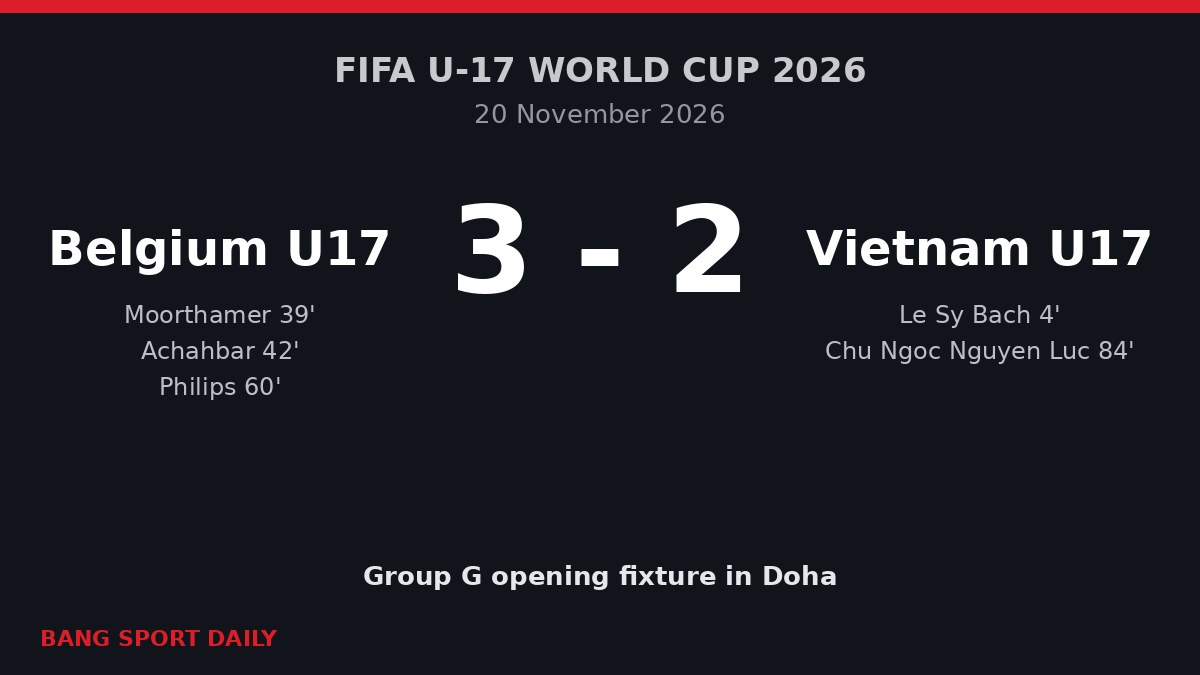 FIFA U-17 WORLD CUP 2026
20 November 2026
Belgium U17
3 - 2
Vietnam U17
Moorthamer 39'
Achahbar 42'
Philips 60'
Le Sy Bach 4'
Chu Ngoc Nguyen Luc 84'
Group G opening fixture in Doha
BANG SPORT DAILY